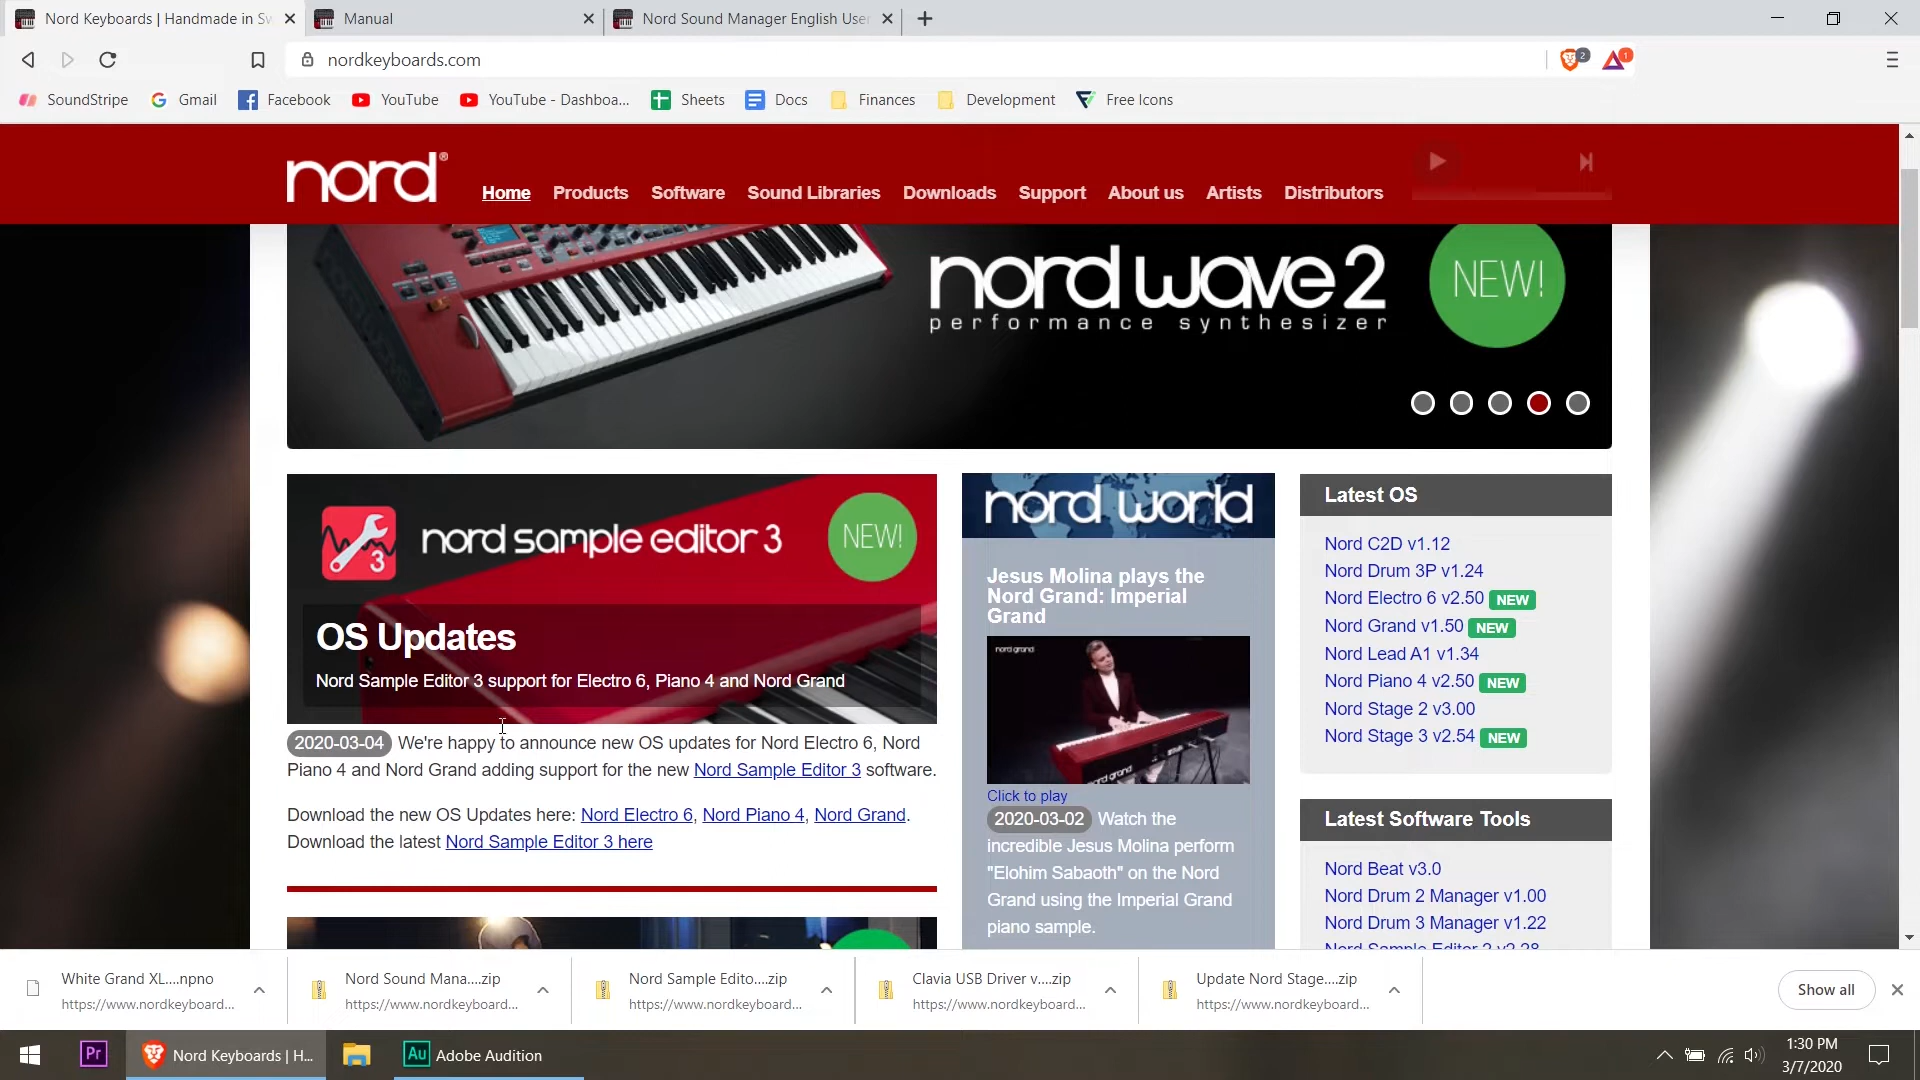 Nord Keyboards | Handmade in Sw
Manual
Nord Sound Manager English User
nordkeyboards.com
2
1
SoundStripe
Gmail
Facebook
YouTube
YouTube - Dashboa...
Sheets
Docs
Finances
Development
Free Icons
nord®
Home
Products
Software
Sound Libraries
Downloads
Support
About us
Artists
Distributors
nord wave 2
performance synthesizer
NEW!
nord sample editor 3
NEW!
3
OS Updates
Nord Sample Editor 3 support for Electro 6, Piano 4 and Nord Grand
2020-03-04 We're happy to announce new OS updates for Nord Electro 6, Nord
Piano 4 and Nord Grand adding support for the new Nord Sample Editor 3 software.
Download the new OS Updates here: Nord Electro 6, Nord Piano 4, Nord Grand.
Download the latest Nord Sample Editor 3 here
nord world
Jesus Molina plays the
Nord Grand: Imperial
Grand
nord grand
Click to play
2020-03-02 Watch the
incredible Jesus Molina perform
"Elohim Sabaoth" on the Nord
Grand using the Imperial Grand
piano sample.
Latest OS
Nord C2D v1.12
Nord Drum 3P v1.24
Nord Electro 6 v2.50 NEW
Nord Grand v1.50 NEW
Nord Lead A1 v1.34
Nord Piano 4 v2.50 NEW
Nord Stage 2 v3.00
Nord Stage 3 v2.54 NEW
Latest Software Tools
Nord Beat v3.0
Nord Drum 2 Manager v1.00
Nord Drum 3 Manager v1.22
White Grand XL....npno
https://www.nordkeyboard...
Nord Sound Mana....zip
https://www.nordkeyboard...
Nord Sample Edito....zip
https://www.nordkeyboard...
Clavia USB Driver v....zip
https://www.nordkeyboard...
Update Nord Stage....zip
https://www.nordkeyboard...
Show all
Pr
Nord Keyboards | H...
Au
Adobe Audition
1:30 PM
3/7/2020